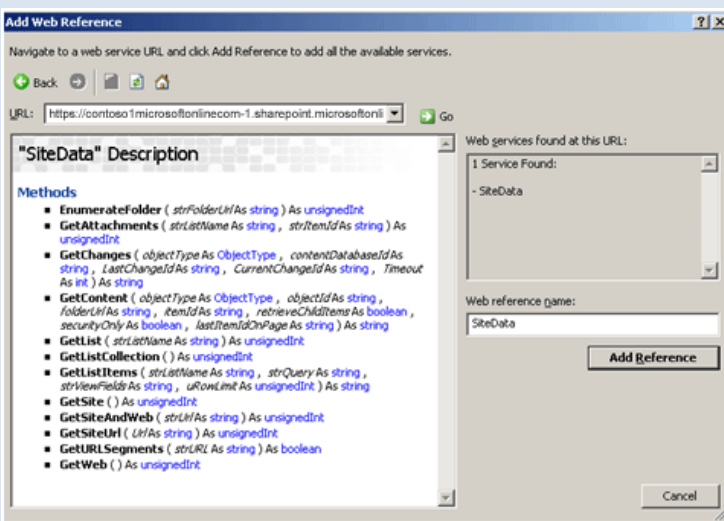 Add Web Reference
Navigate to a web service URL and click Add Reference to add all the available services.
Back
URL: https://contoso1microsoftonlinecom-1.sharepoint.microsoftonli Go
"SiteData" Description
Methods
EnumerateFolder ( strFolderUrl As string ) As unsignedInt
GetAttachments ( strListName As string , strItemId As string ) As
unsignedInt
GetChanges ( objectType As ObjectType , contentDatabaseId As
string , LastChangeId As string , CurrentChangeId As string , Timeout
As int ) As string
GetContent ( objectType As ObjectType , objectId As string ,
folderUrl As string , itemId As string , retrieveChildItems As boolean ,
securityOnly As boolean , lastItemIdOnPage As string ) As string
GetList ( strListName As string ) As unsignedInt
GetListCollection ( ) As unsignedInt
GetListItems ( strListName As string , strQuery As string ,
strViewFields As string , uRowLimit As unsignedInt ) As string
GetSite ( ) As unsignedInt
GetSiteAndWeb ( strUrl As string ) As unsignedInt
GetSiteUrl ( Url As string ) As unsignedInt
GetURLSegments ( strURL As string ) As boolean
GetWeb ( ) As unsignedInt
Web services found at this URL:
1 Service Found:
- SiteData
Web reference name:
SiteData
Add Reference
Cancel